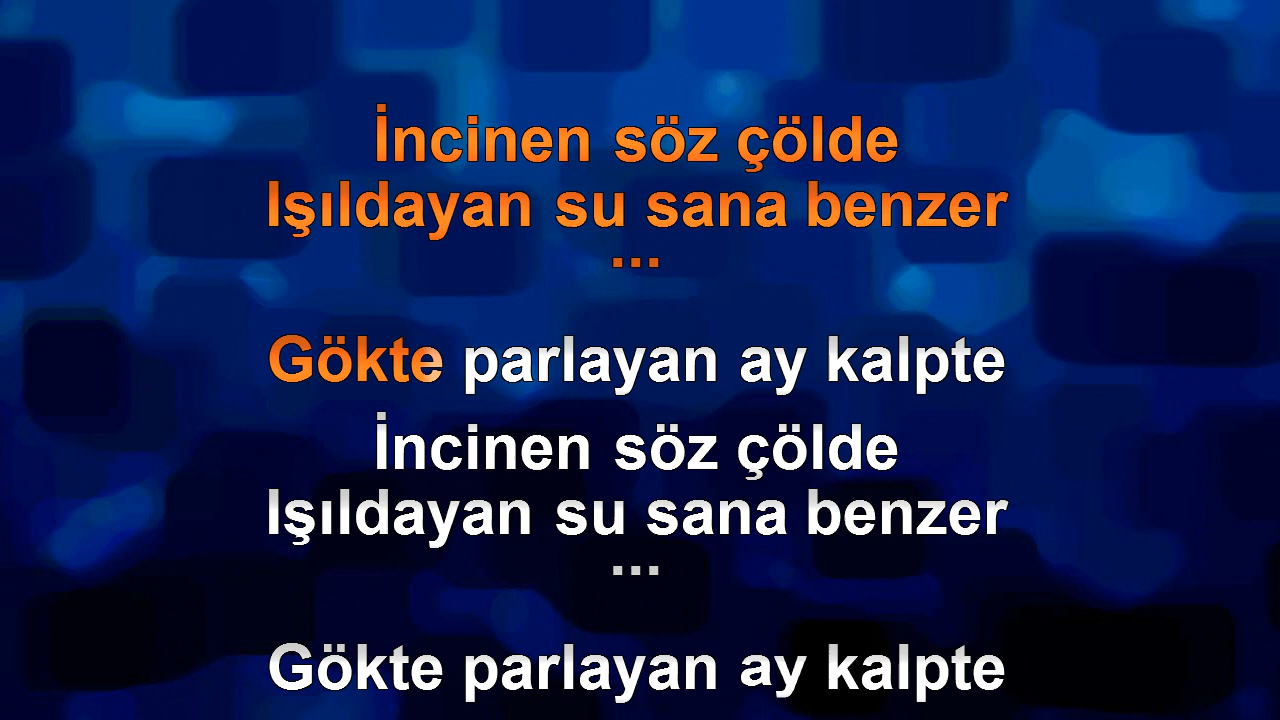 İncinen söz çölde
Işıldayan su sana benzer
...
Gökte parlayan ay kalpte
İncinen söz çölde
Işıldayan su sana benzer
...
Gökte parlayan ay kalpte